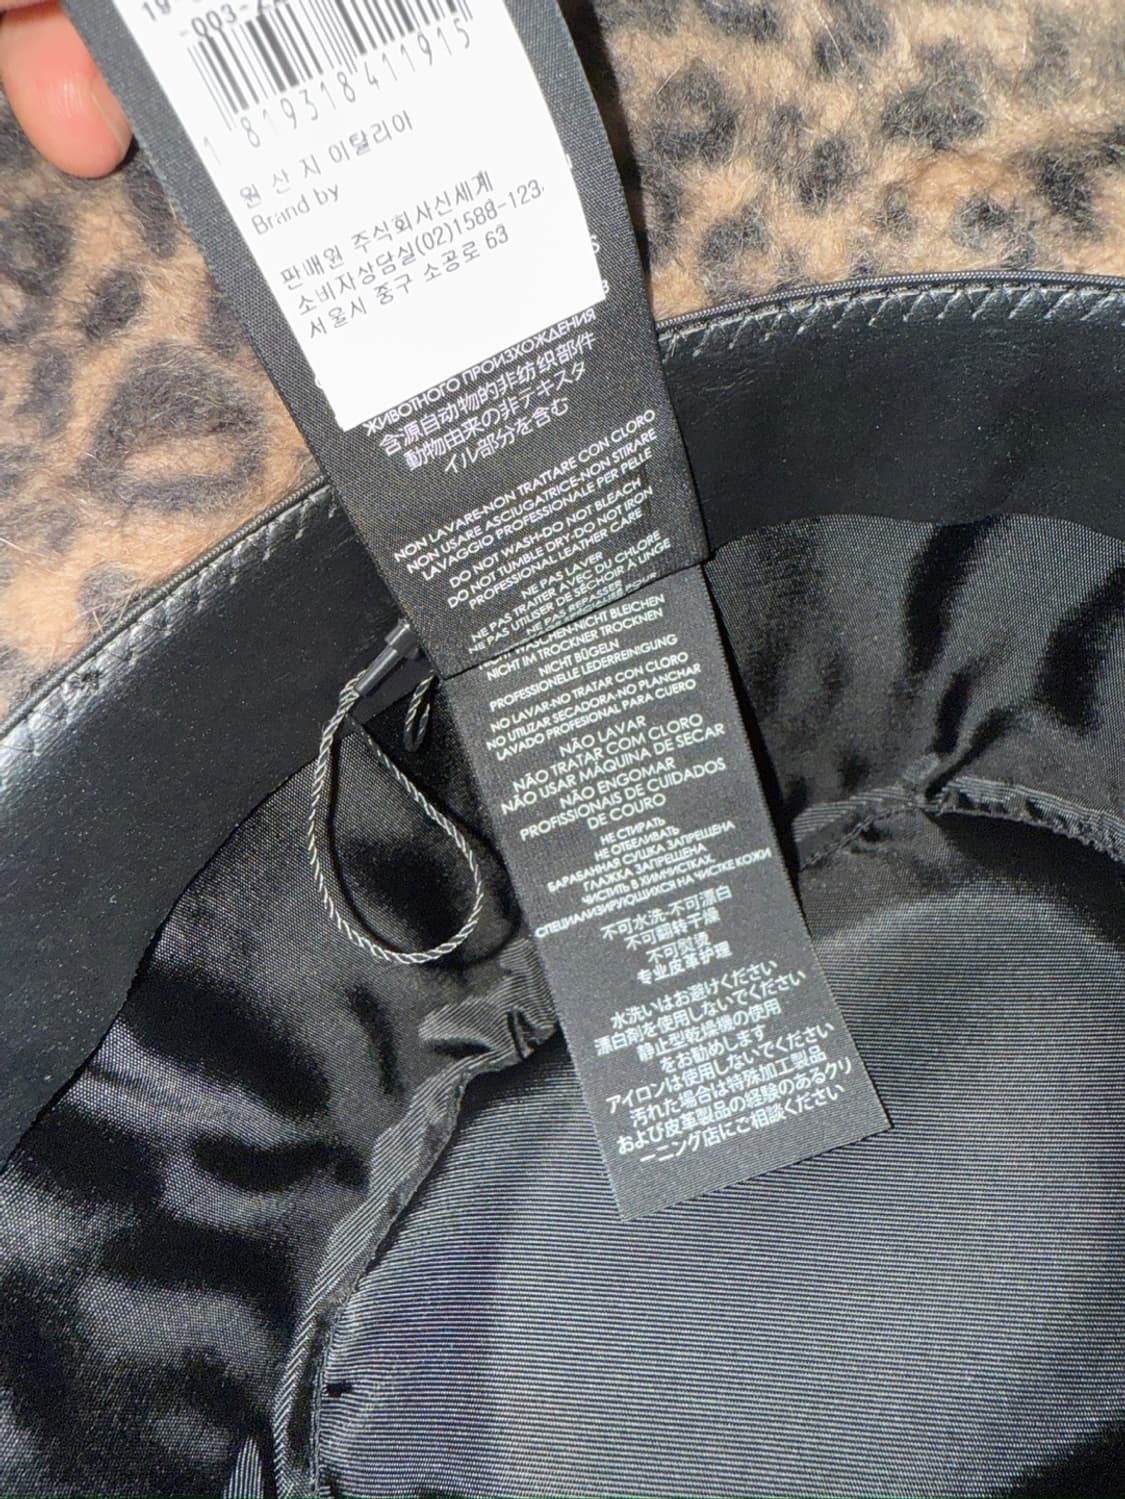 -003-
1 819318 411915
원 산 지 이탈리아
Brand by
판매원 주식회사신세계
소비자상담실(02)1588-123
서울시 중구 소공로 63
S
B
ЖИВОТНОГО ПРОИЗХОЖДЕНИЯ
含源自动物的非纺织部件
動物由来の非テキスタ
イル部分を含む
NON LAVARE-NON TRATTARE CON CLORO
NON USARE ASCIUGATRICE-NON STIRARE
LAVAGGIO PROFESSIONALE PER PELLE
DO NOT WASH-DO NOT BLEACH
DO NOT TUMBLE DRY-DO NOT IRON
PROFESSIONAL LEATHER CARE
NE PAS LAVER
NE PAS TRAITER AVEC DU CHLORE
NE PAS UTILISER DE SÉCHOIR À LINGE
NE PAS REPASSER
NICHT BLEICHEN
NICHT IM TROCKNER TROCKNEN
NICHT BÜGELN
PROFESSIONELLE LEDERREINIGUNG
NO LAVAR-NO TRATAR CON CLORO
NO UTILIZAR SECADORA-NO PLANCHAR
LAVADO PROFESIONAL PARA CUERO
NÃO LAVAR
NÃO TRATAR COM CLORO
NÃO USAR MÁQUINA DE SECAR
NÃO ENGOMAR
PROFISSIONAIS DE CUIDADOS
DE COURO
НЕ СТИРАТЬ
НЕ ОТБЕЛИВАТЬ
БАРАБАННАЯ СУШКА ЗАПРЕЩЕНА
ГЛАЖКА ЗАПРЕЩЕНА
ЧИСТИТЬ В ХИМЧИСТКАХ,
СПЕЦИАЛИЗИРУЮЩИХСЯ НА ЧИСТКЕ КОЖИ
不可水洗-不可漂白
不可翻转干燥
不可熨烫
专业皮革护理
水洗いはお避けください
漂白剤を使用しないでください
静止型乾燥機の使用
をお勧めします
アイロンは使用しないでください
汚れた場合は特殊加工製品
および皮革製品の経験のあるクリ
ーニング店にご相談ください